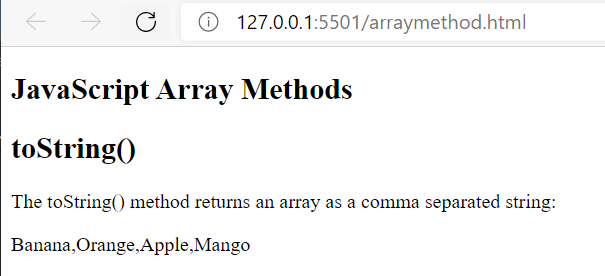 127.0.0.1:5501/arraymethod.html
JavaScript Array Methods
toString()
The toString() method returns an array as a comma separated string:
Banana,Orange,Apple,Mango